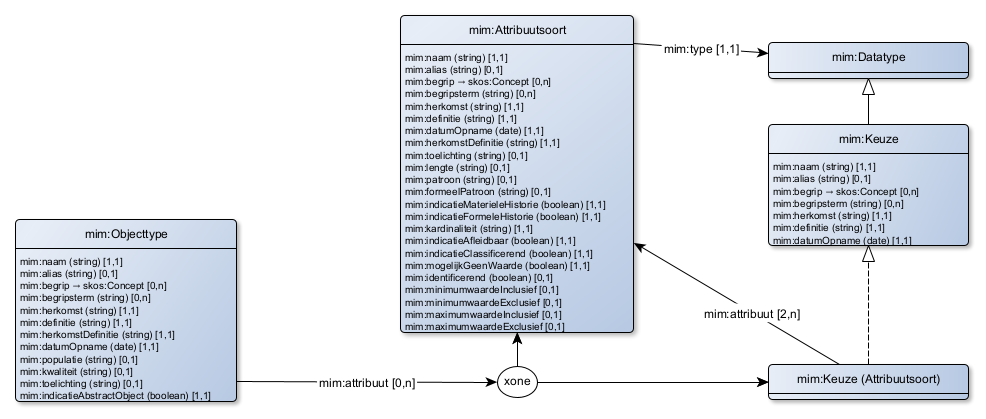 mim:Attribuutsoort
mim:naam (string) [1,1]
mim:alias (string) [0,1]
mim:begrip → skos:Concept [0,n]
mim:begripsterm (string) [0,n]
mim:herkomst (string) [1,1]
mim:definitie (string) [1,1]
mim:datumOpname (date) [1,1]
mim:herkomstDefinitie (string) [1,1]
mim:toelichting (string) [0,1]
mim:lengte (string) [0,1]
mim:patroon (string) [0,1]
mim:formeelPatroon (string) [0,1]
mim:indicatieMaterieleHistorie (boolean) [1,1]
mim:indicatieFormeleHistorie (boolean) [1,1]
mim:kardinaliteit (string) [1,1]
mim:indicatieAfleidbaar (boolean) [1,1]
mim:indicatieClassificerend (boolean) [1,1]
mim:mogelijkGeenWaarde (boolean) [1,1]
mim:identificerend (boolean) [0,1]
mim:minimumwaardeInclusief [0,1]
mim:minimumwaardeExclusief [0,1]
mim:maximumwaardeInclusief [0,1]
mim:maximumwaardeExclusief [0,1]
mim:type [1,1]
mim:Datatype
mim:Keuze
mim:naam (string) [1,1]
mim:alias (string) [0,1]
mim:begrip → skos:Concept [0,n]
mim:begripsterm (string) [0,n]
mim:herkomst (string) [1,1]
mim:definitie (string) [1,1]
mim:datumOpname (date) [1,1]
mim:Objecttype
mim:naam (string) [1,1]
mim:alias (string) [0,1]
mim:begrip → skos:Concept [0,n]
mim:begripsterm (string) [0,n]
mim:herkomst (string) [1,1]
mim:definitie (string) [1,1]
mim:herkomstDefinitie (string) [1,1]
mim:datumOpname (date) [1,1]
mim:populatie (string) [0,1]
mim:kwaliteit (string) [0,1]
mim:toelichting (string) [0,1]
mim:indicatieAbstractObject (boolean) [1,1]
mim:attribuut [2,n]
mim:attribuut [0,n]
xone
mim:Keuze (Attribuutsoort)